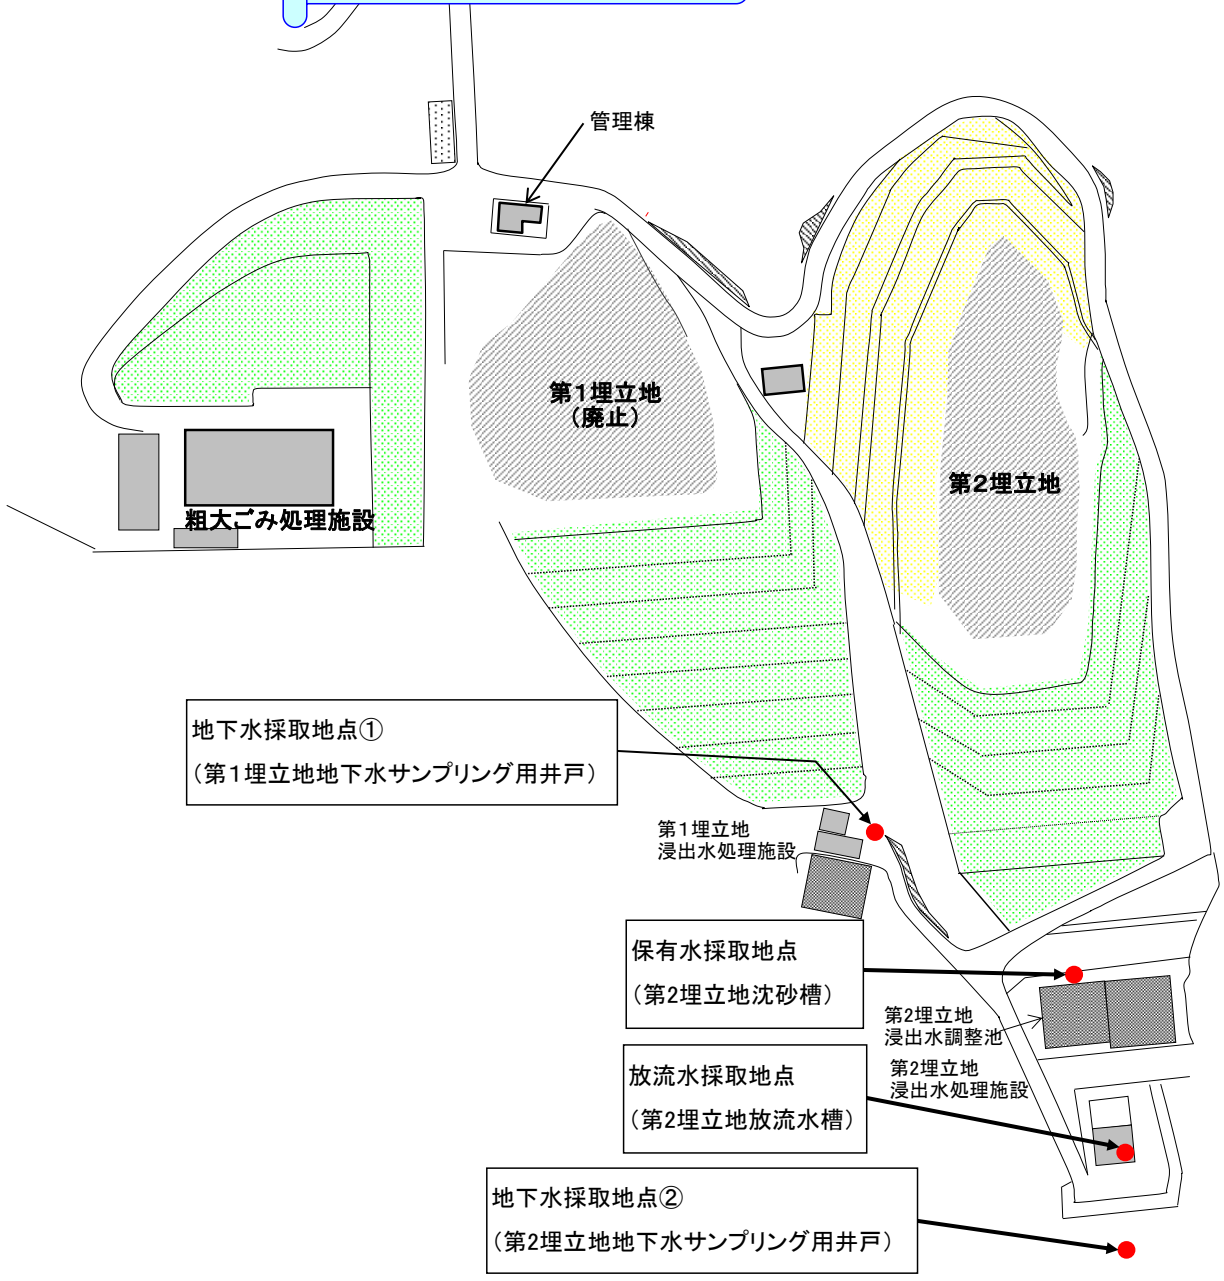 管理棟
第1埋立地
（廃止）
第2埋立地
粗大ごみ処理施設
地下水採取地点①
（第1埋立地地下水サンプリング用井戸）
第1埋立地
浸出水処理施設
保有水採取地点
（第2埋立地沈砂槽）
第2埋立地
浸出水調整池
放流水採取地点
（第2埋立地放流水槽）
第2埋立地
浸出水処理施設
地下水採取地点②
（第2埋立地地下水サンプリング用井戸）